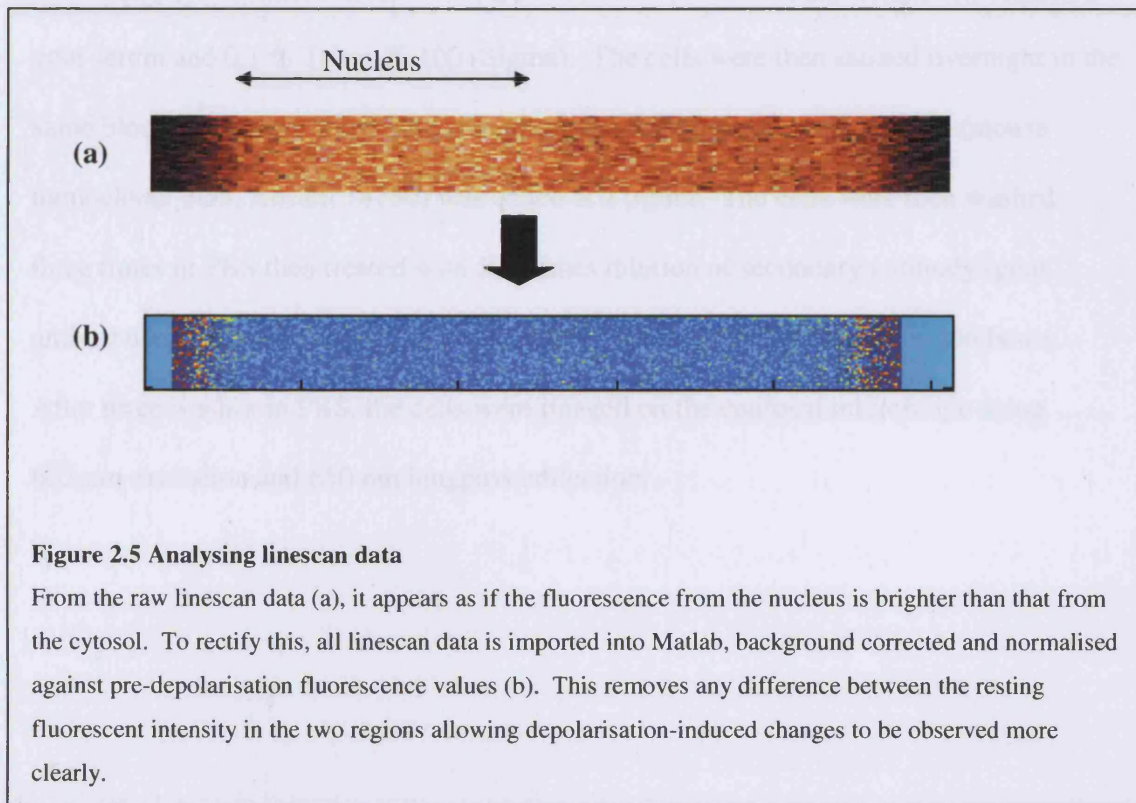 Nucleus
(a)
(b)
Figure 2.5 Analysing linescan data
From the raw linescan data (a), it appears as if the fluorescence from the nucleus is brighter than that from
the cytosol. To rectify this, all linescan data is imported into Matlab, background corrected and normalised
against pre-depolarisation fluorescence values (b). This removes any difference between the resting
fluorescent intensity in the two regions allowing depolarisation-induced changes to be observed more
clearly.